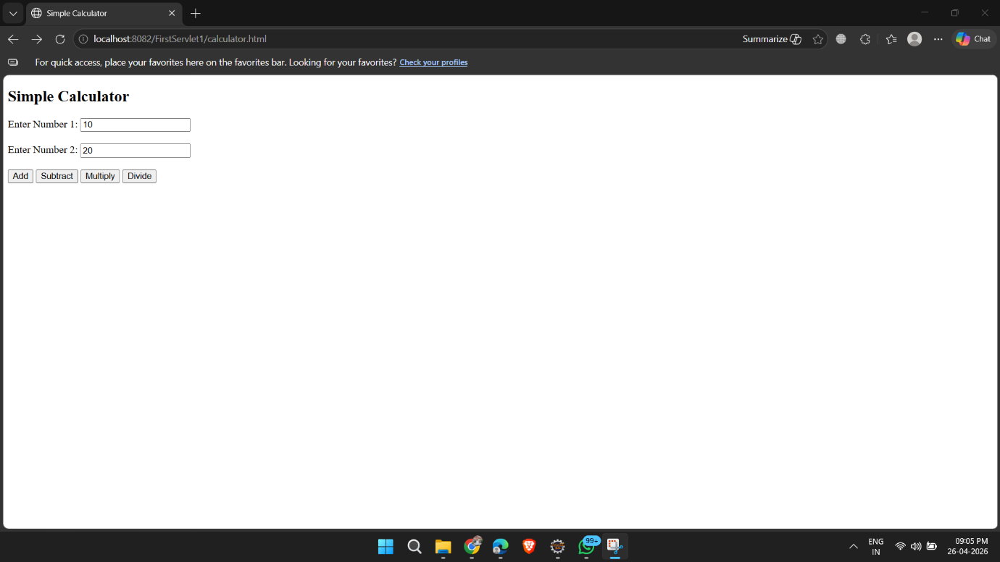 Simple Calculator
localhost:8082/FirstServlet1/calculator.html
Summarize
Chat
For quick access, place your favorites here on the favorites bar. Looking for your favorites? Check your profiles
Simple Calculator
Enter Number 1: 10
Enter Number 2: 20
Add Subtract Multiply Divide
99+
ENG
IN
09:05 PM
26-04-2026